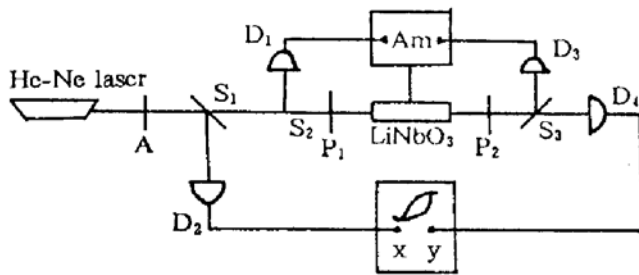 D1 Am D3
He-Ne laser S1 D4
A S2 P1 LiNbO3 P2 S3
D2 x y